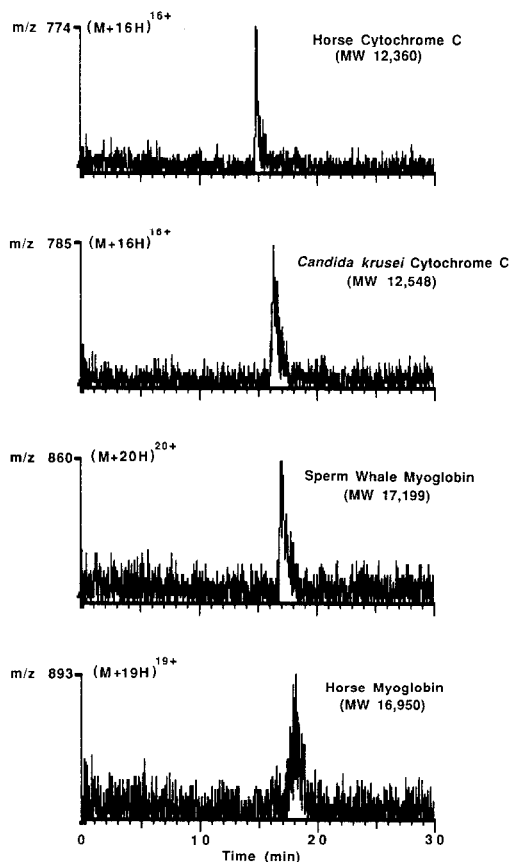 m/z 774 (M+16H)16+
Horse Cytochrome C
(MW 12,360)
m/z 785 (M+16H)16+
Candida krusei Cytochrome C
(MW 12,548)
m/z 860 (M+20H)20+
Sperm Whale Myoglobin
(MW 17,199)
m/z 893 (M+19H)19+
Horse Myoglobin
(MW 16,950)
0 10 20 30
Time (min)